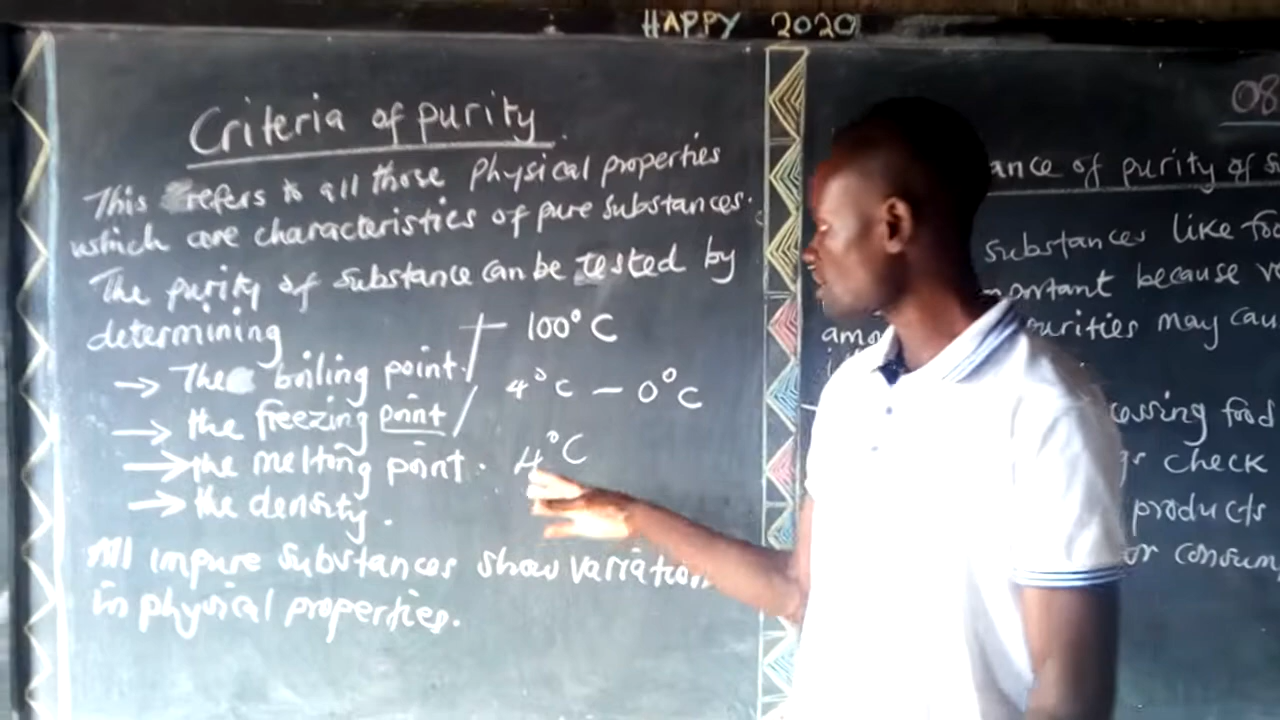 HAPPY 2020
Criteria of purity.
This refers to all those physical properties
which are characteristics of pure substances.
The purity of substance can be tested by
determining
→ The boiling point. 100°C
→ the freezing point 4°C – 0°C
→ the melting point. 4°C
→ the density.
All impure substances show variation
in physical properties.
08
ance of purity of s
substances like foo
portant because
amo urities may cau
essing food
check
products
or consum